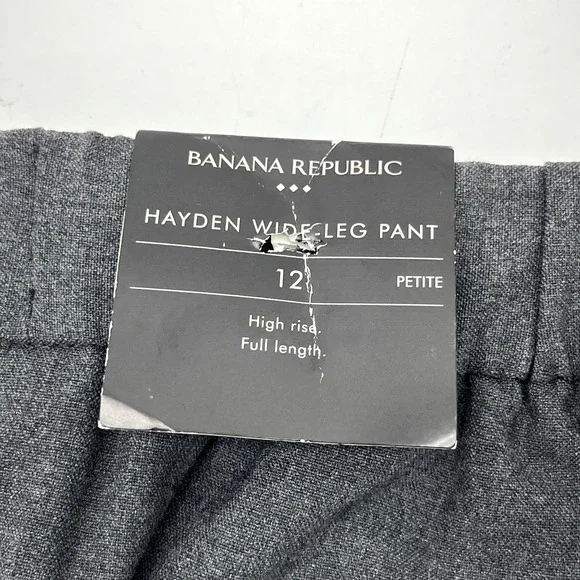 BANANA REPUBLIC
HAYDEN WIDE-LEG PANT
12 PETITE
High rise.
Full length.